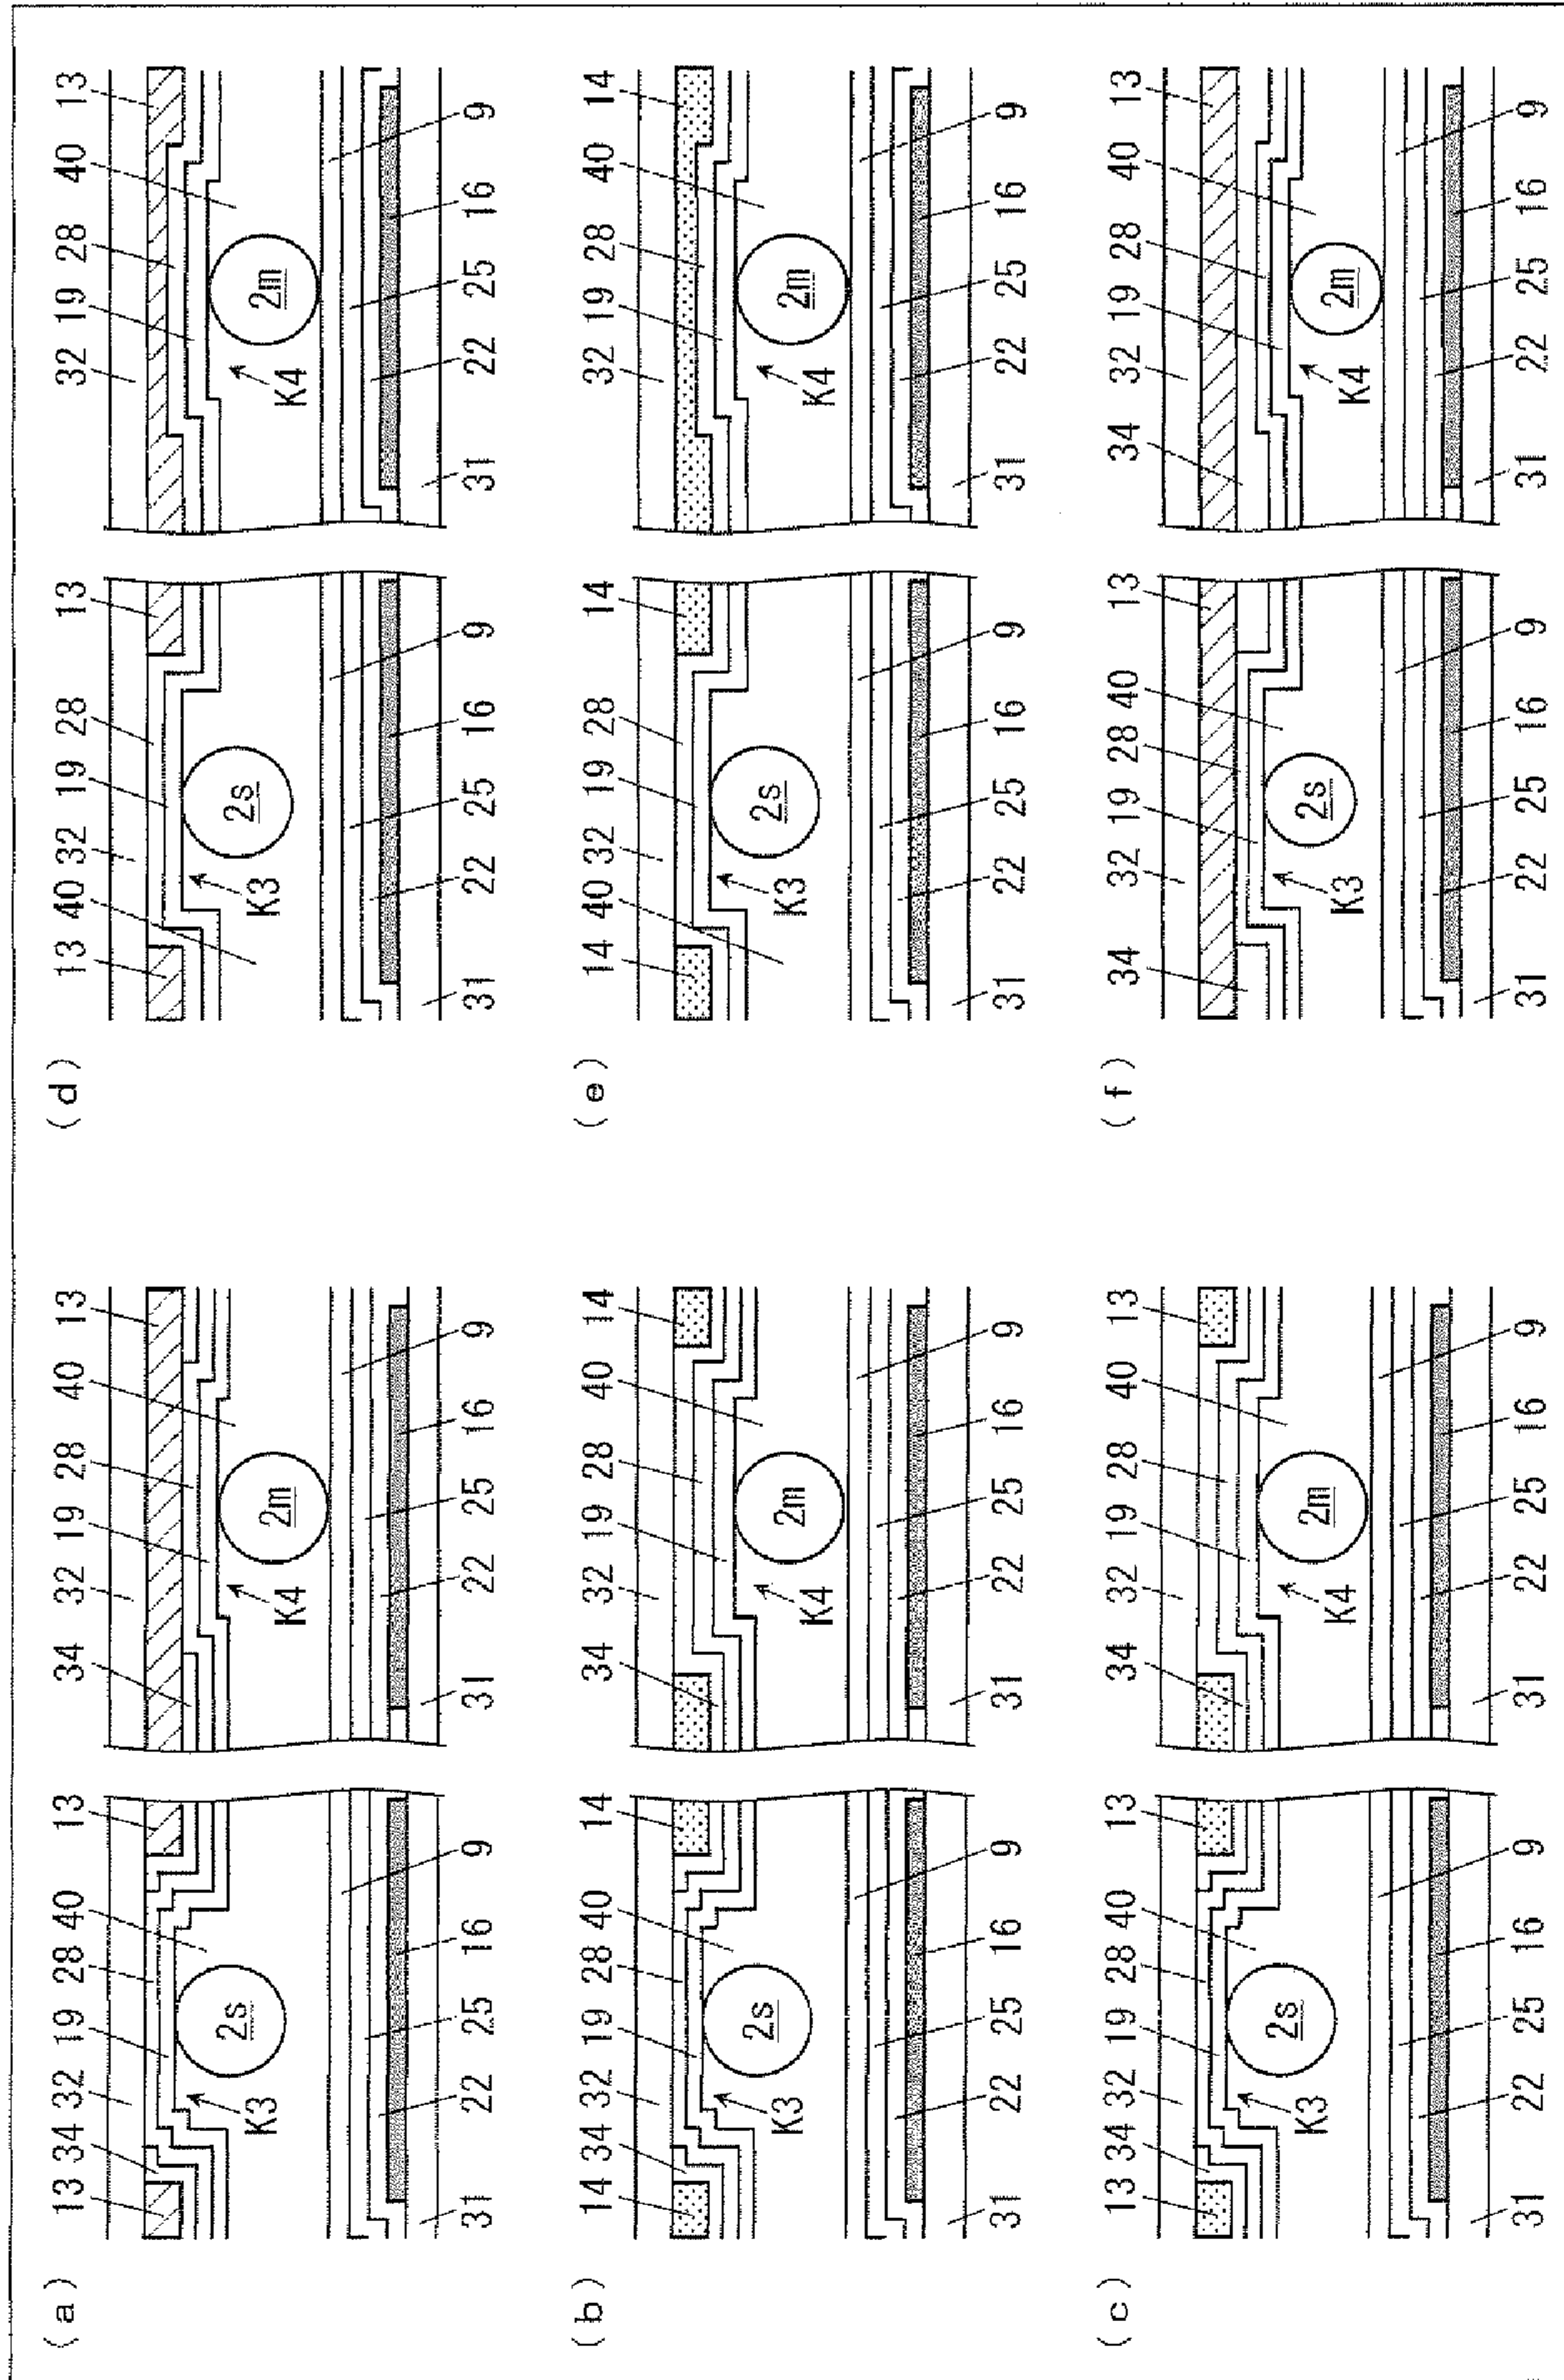 (a)
13 34 32 19 28 40 13 34 32 19 28 40 13
K3 2s K4 2m
31 22 25 16 9 31 22 25 16 9
(b)
14 34 32 19 28 40 14 34 32 19 28 40 14
K3 2s K4 2m
31 22 25 16 9 31 22 25 16 9
(c)
13 34 32 19 28 40 13 34 32 19 28 40 13
K3 2s K4 2m
31 22 25 16 9 31 22 25 16 9
(d)
13 40 32 19 28 13 32 19 28 40 13
K3 2s K4 2m
31 22 25 16 9 31 22 25 16 9
(e)
14 40 32 19 28 14 32 19 28 40 14
K3 2s K4 2m
31 22 25 16 9 31 22 25 16 9
(f)
34 32 19 28 40 13 34 32 19 28 40 13
K3 2s K4 2m
31 22 25 16 9 31 22 25 16 9